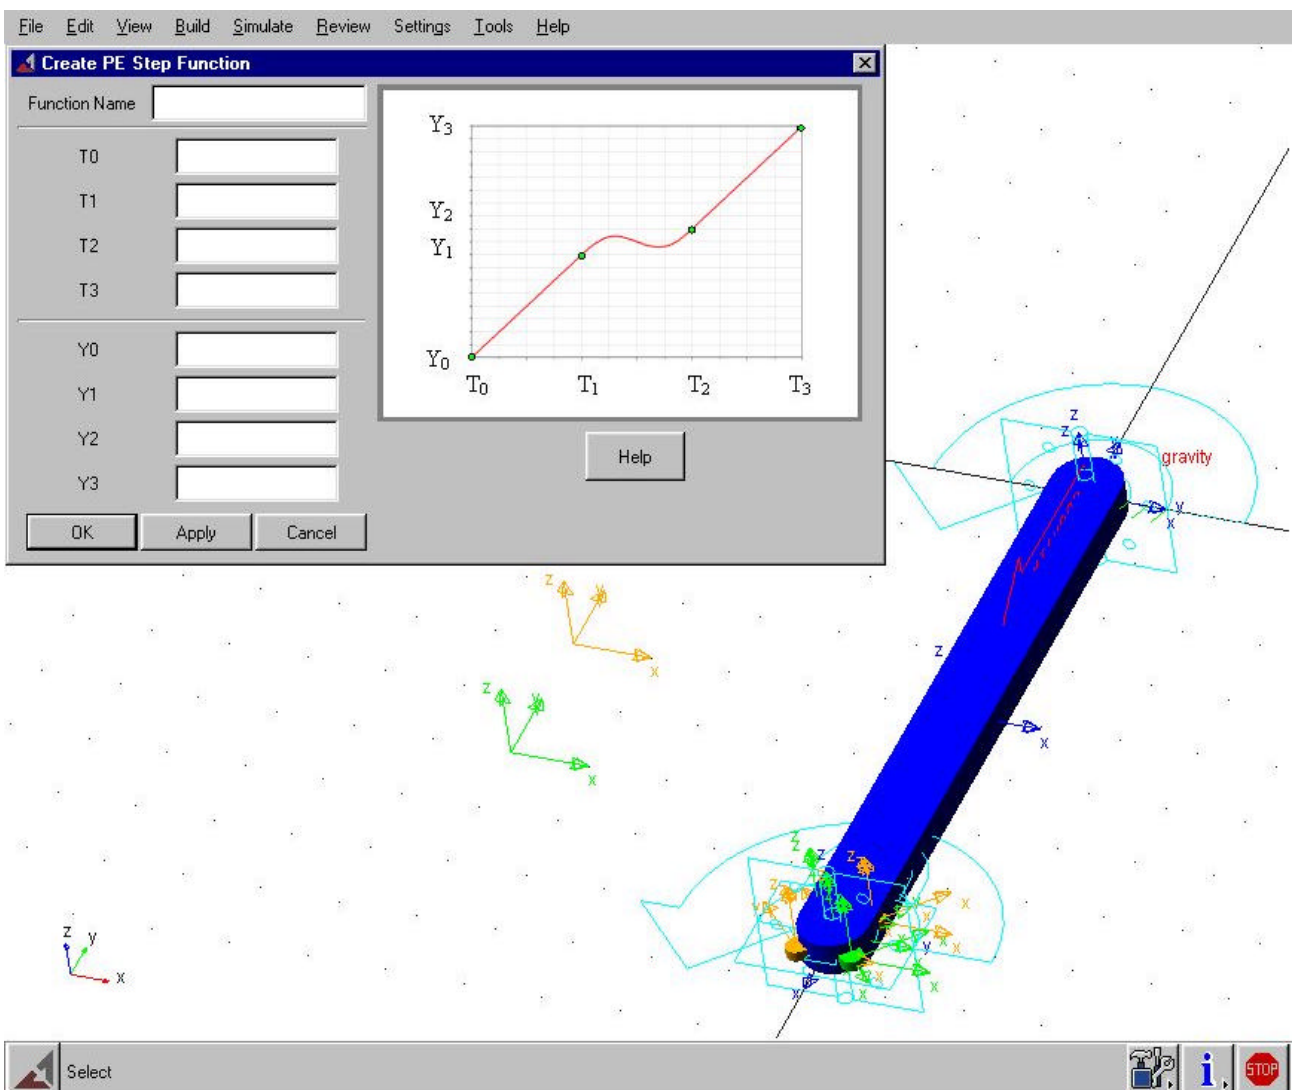 File Edit View Build Simulate Review Settings Tools Help
Create PE Step Function
Function Name
T0
T1
T2
T3
Y0
Y1
Y2
Y3
OK Apply Cancel
Y3
Y2
Y1
Y0
T0 T1 T2 T3
Help
gravity
z
z
y
x
z
x
z
y
x
z
y
x
z
z
z
z
z
x
x
x
y
x
x
x
x
z
y
x
Select
i
STOP